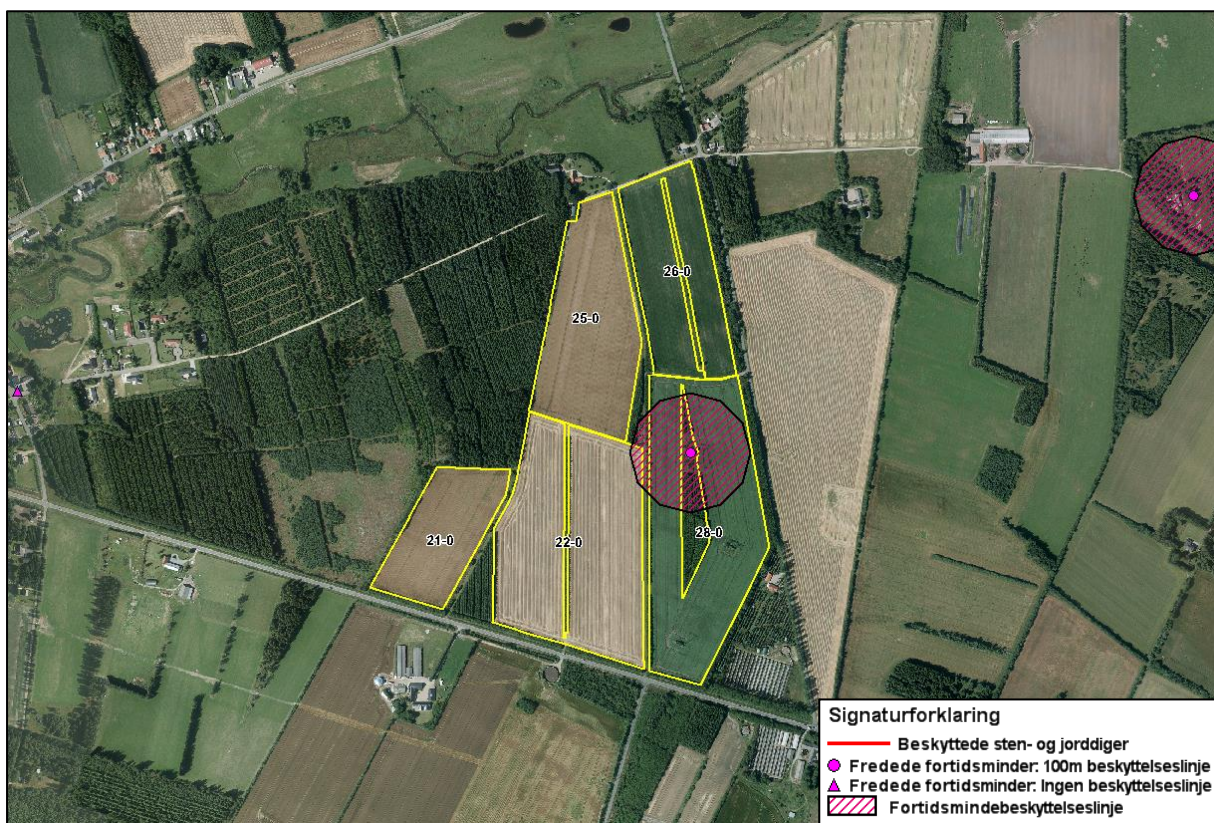 26-0
25-0
28-0
21-0
22-0
Signaturforklaring
Beskyttede sten- og jorddiger
Fredede fortidsminder: 100m beskyttelseslinje
Fredede fortidsminder: Ingen beskyttelseslinje
Fortidsmindebeskyttelseslinje